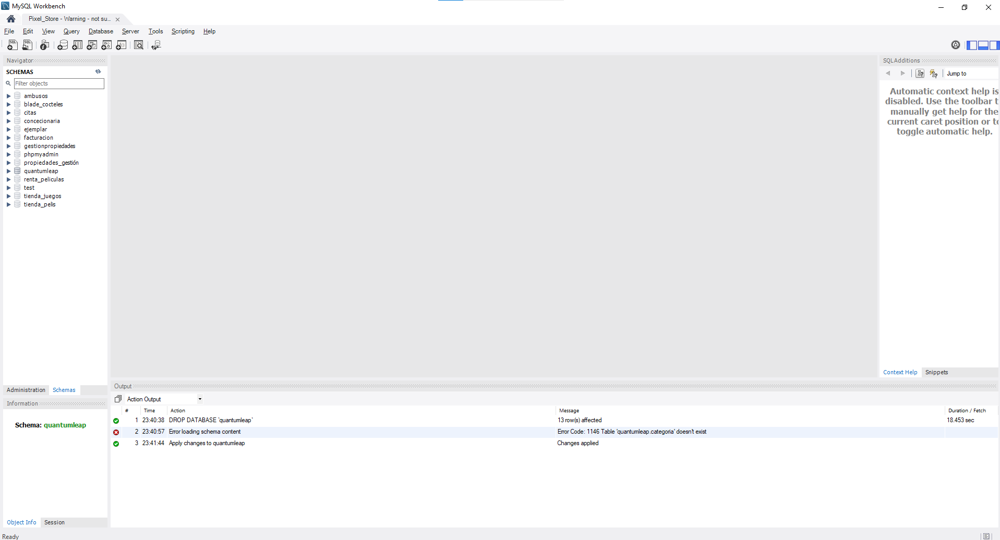 MySQL Workbench
Pixel_Store - Warning - not su...
File Edit View Query Database Server Tools Scripting Help
Navigator
SCHEMAS
Filter objects
ambusos
blade_cocteles
citas
concecionaria
ejemplar
facturacion
gestionpropiedades
phpmyadmin
propiedades_gestión
quantumleap
renta_peliculas
test
tienda_juegos
tienda_pelis
Administration Schemas
Information
Schema: quantumleap
Object Info Session
Ready
SQLAdditions
Jump to
Automatic context help is
disabled. Use the toolbar t
manually get help for the
current caret position or to
toggle automatic help.
Context Help Snippets
Output
Action Output
# Time Action Message Duration / Fetch
1 23:40:38 DROP DATABASE `quantumleap` 13 row(s) affected 18.453 sec
2 23:40:57 Error loading schema content Error Code: 1146 Table 'quantumleap.categoria' doesn't exist
3 23:41:44 Apply changes to quantumleap Changes applied